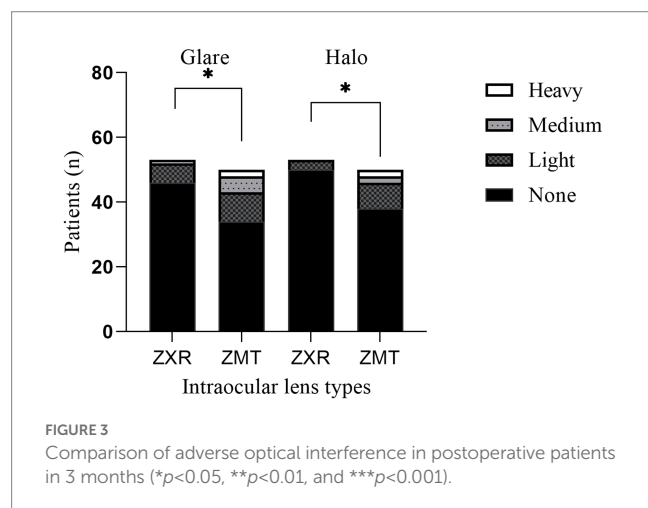 Glare Halo
* *
80
60
40
20
0
Patients (n)
ZXR ZMT ZXR ZMT
Intraocular lens types
Heavy
Medium
Light
None
FIGURE 3
Comparison of adverse optical interference in postoperative patients
in 3 months (*p<0.05, **p<0.01, and ***p<0.001).